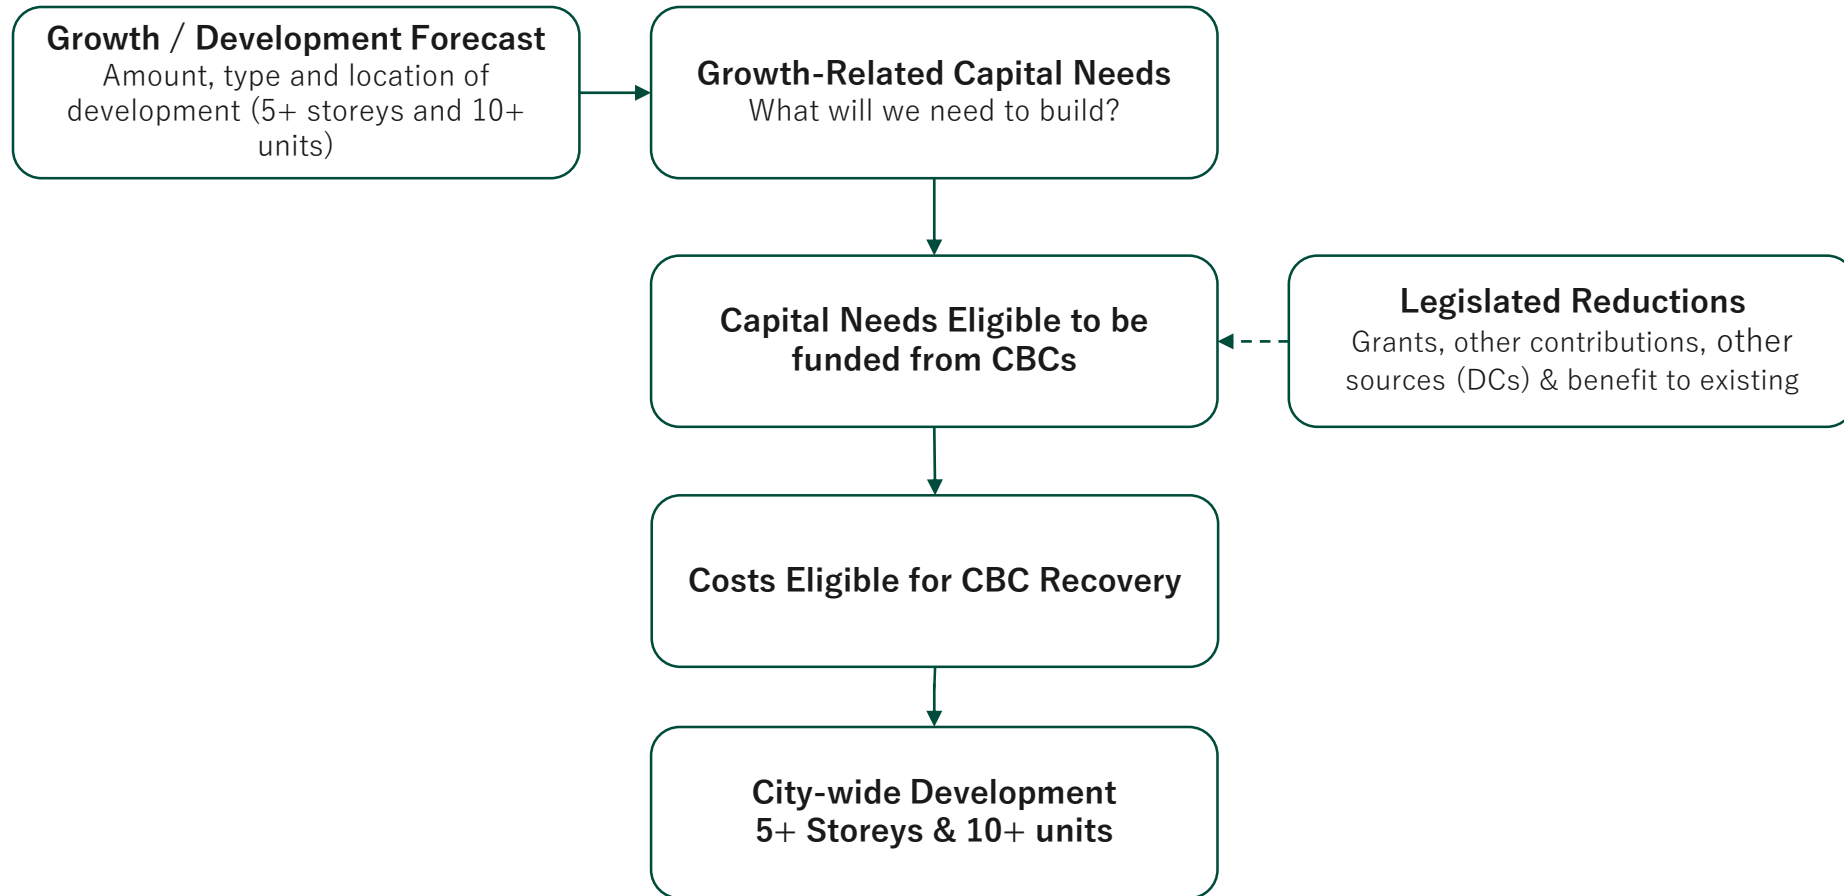 Growth / Development Forecast
Amount, type and location of
development (5+ storeys and 10+
units)
Growth-Related Capital Needs
What will we need to build?
Capital Needs Eligible to be
funded from CBCs
Legislated Reductions
Grants, other contributions, other
sources (DCs) & benefit to existing
Costs Eligible for CBC Recovery
City-wide Development
5+ Storeys & 10+ units